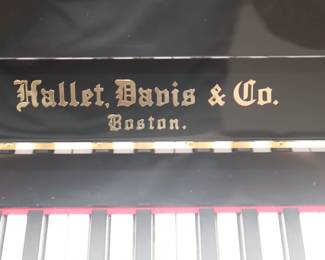 Hallet, Davis & Co.
Boston.